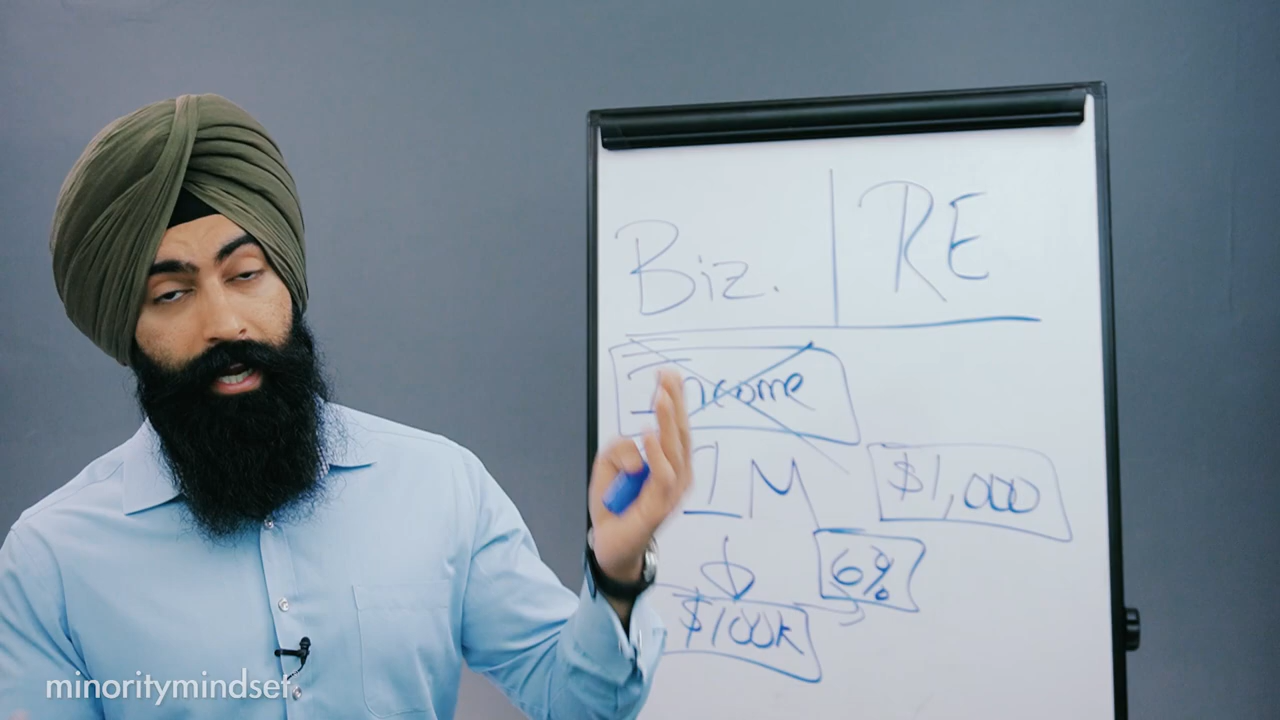 Biz. RE
Income
1M $1,000
6%
$100K
minoritymindset